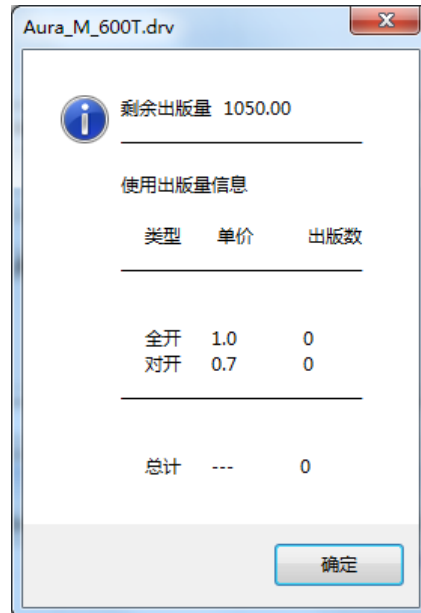 Aura_M_600T.drv
剩余出版量 1050.00
使用出版量信息
类型 单价 出版数
全开 1.0 0
对开 0.7 0
总计 --- 0
确定